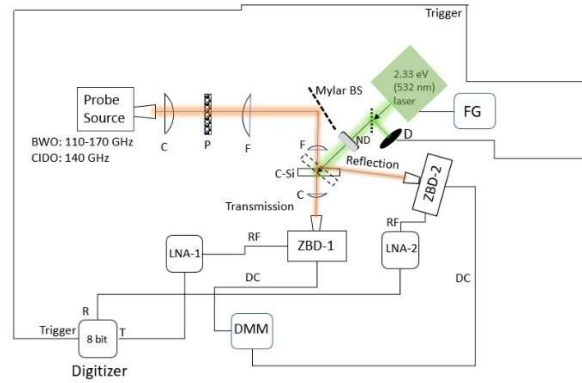 Trigger
2.33 eV
(532 nm)
laser
Mylar BS
Probe
Source
FG
BWO: 110-170 GHz
CIDO: 140 GHz
C
P
F
ND
D
F
Reflection
C-Si
C
ZBD-2
Transmission
RF
LNA-1
RF
ZBD-1
LNA-2
DC
DC
R
Trigger
8 bit
T
DMM
Digitizer